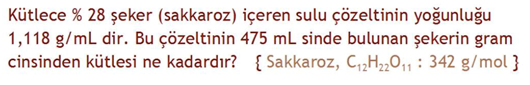 Kütlece % 28 şeker (sakkaroz) içeren sulu çözeltinin yoğunluğu
1,118 g/mL dir. Bu çözeltinin 475 mL sinde bulunan şekerin gram
cinsinden kütlesi ne kadardır? { Sakkaroz, C₁₂H₂₂O₁₁ : 342 g/mol }